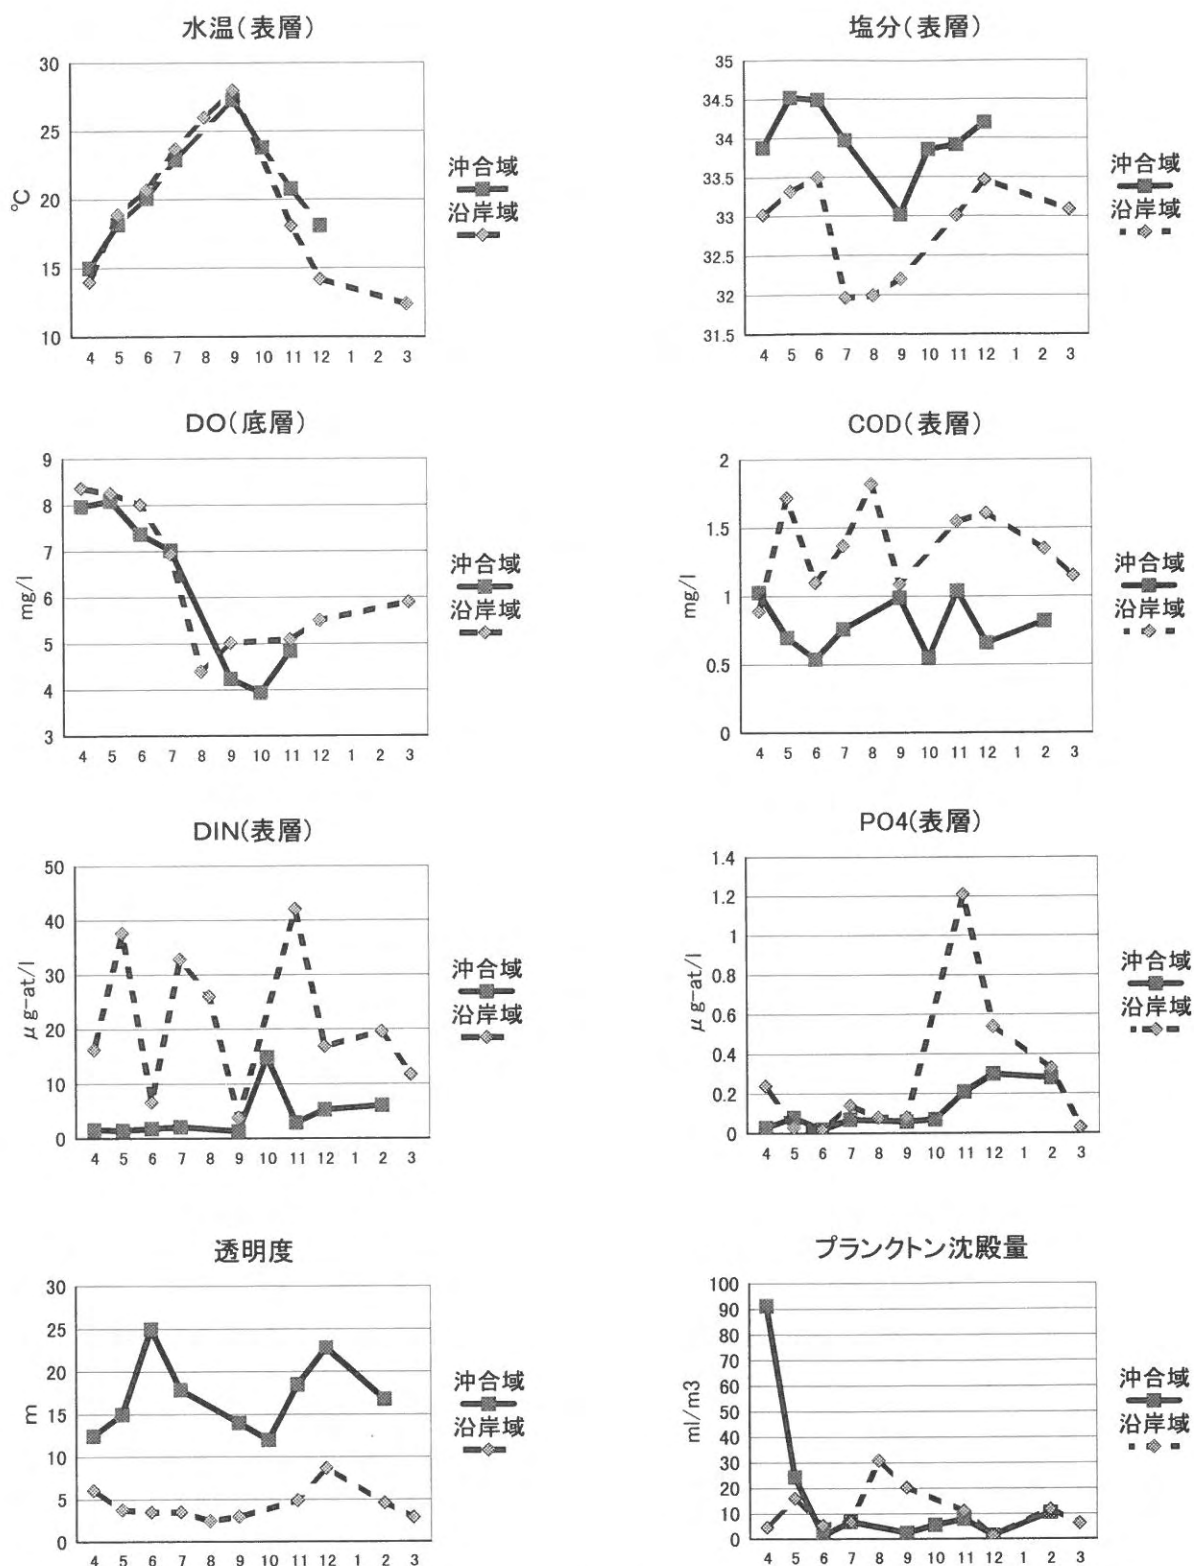 水温(表層)
30
25
20
15
10
℃
4 5 6 7 8 9 10 11 12 1 2 3
沖合域
沿岸域
塩分(表層)
35
34.5
34
33.5
33
32.5
32
31.5
4 5 6 7 8 9 10 11 12 1 2 3
沖合域
沿岸域
DO(底層)
9
8
7
6
5
4
3
mg/l
4 5 6 7 8 9 10 11 12 1 2 3
沖合域
沿岸域
COD(表層)
2
1.5
1
0.5
0
mg/l
4 5 6 7 8 9 10 11 12 1 2 3
沖合域
沿岸域
DIN(表層)
50
40
30
20
10
0
μg-at/l
4 5 6 7 8 9 10 11 12 1 2 3
沖合域
沿岸域
PO4(表層)
1.4
1.2
1
0.8
0.6
0.4
0.2
0
μg-at/l
4 5 6 7 8 9 10 11 12 1 2 3
沖合域
沿岸域
透明度
30
25
20
15
10
5
0
m
4 5 6 7 8 9 10 11 12 1 2 3
沖合域
沿岸域
プランクトン沈殿量
100
90
80
70
60
50
40
30
20
10
0
ml/m3
4 5 6 7 8 9 10 11 12 1 2 3
沖合域
沿岸域